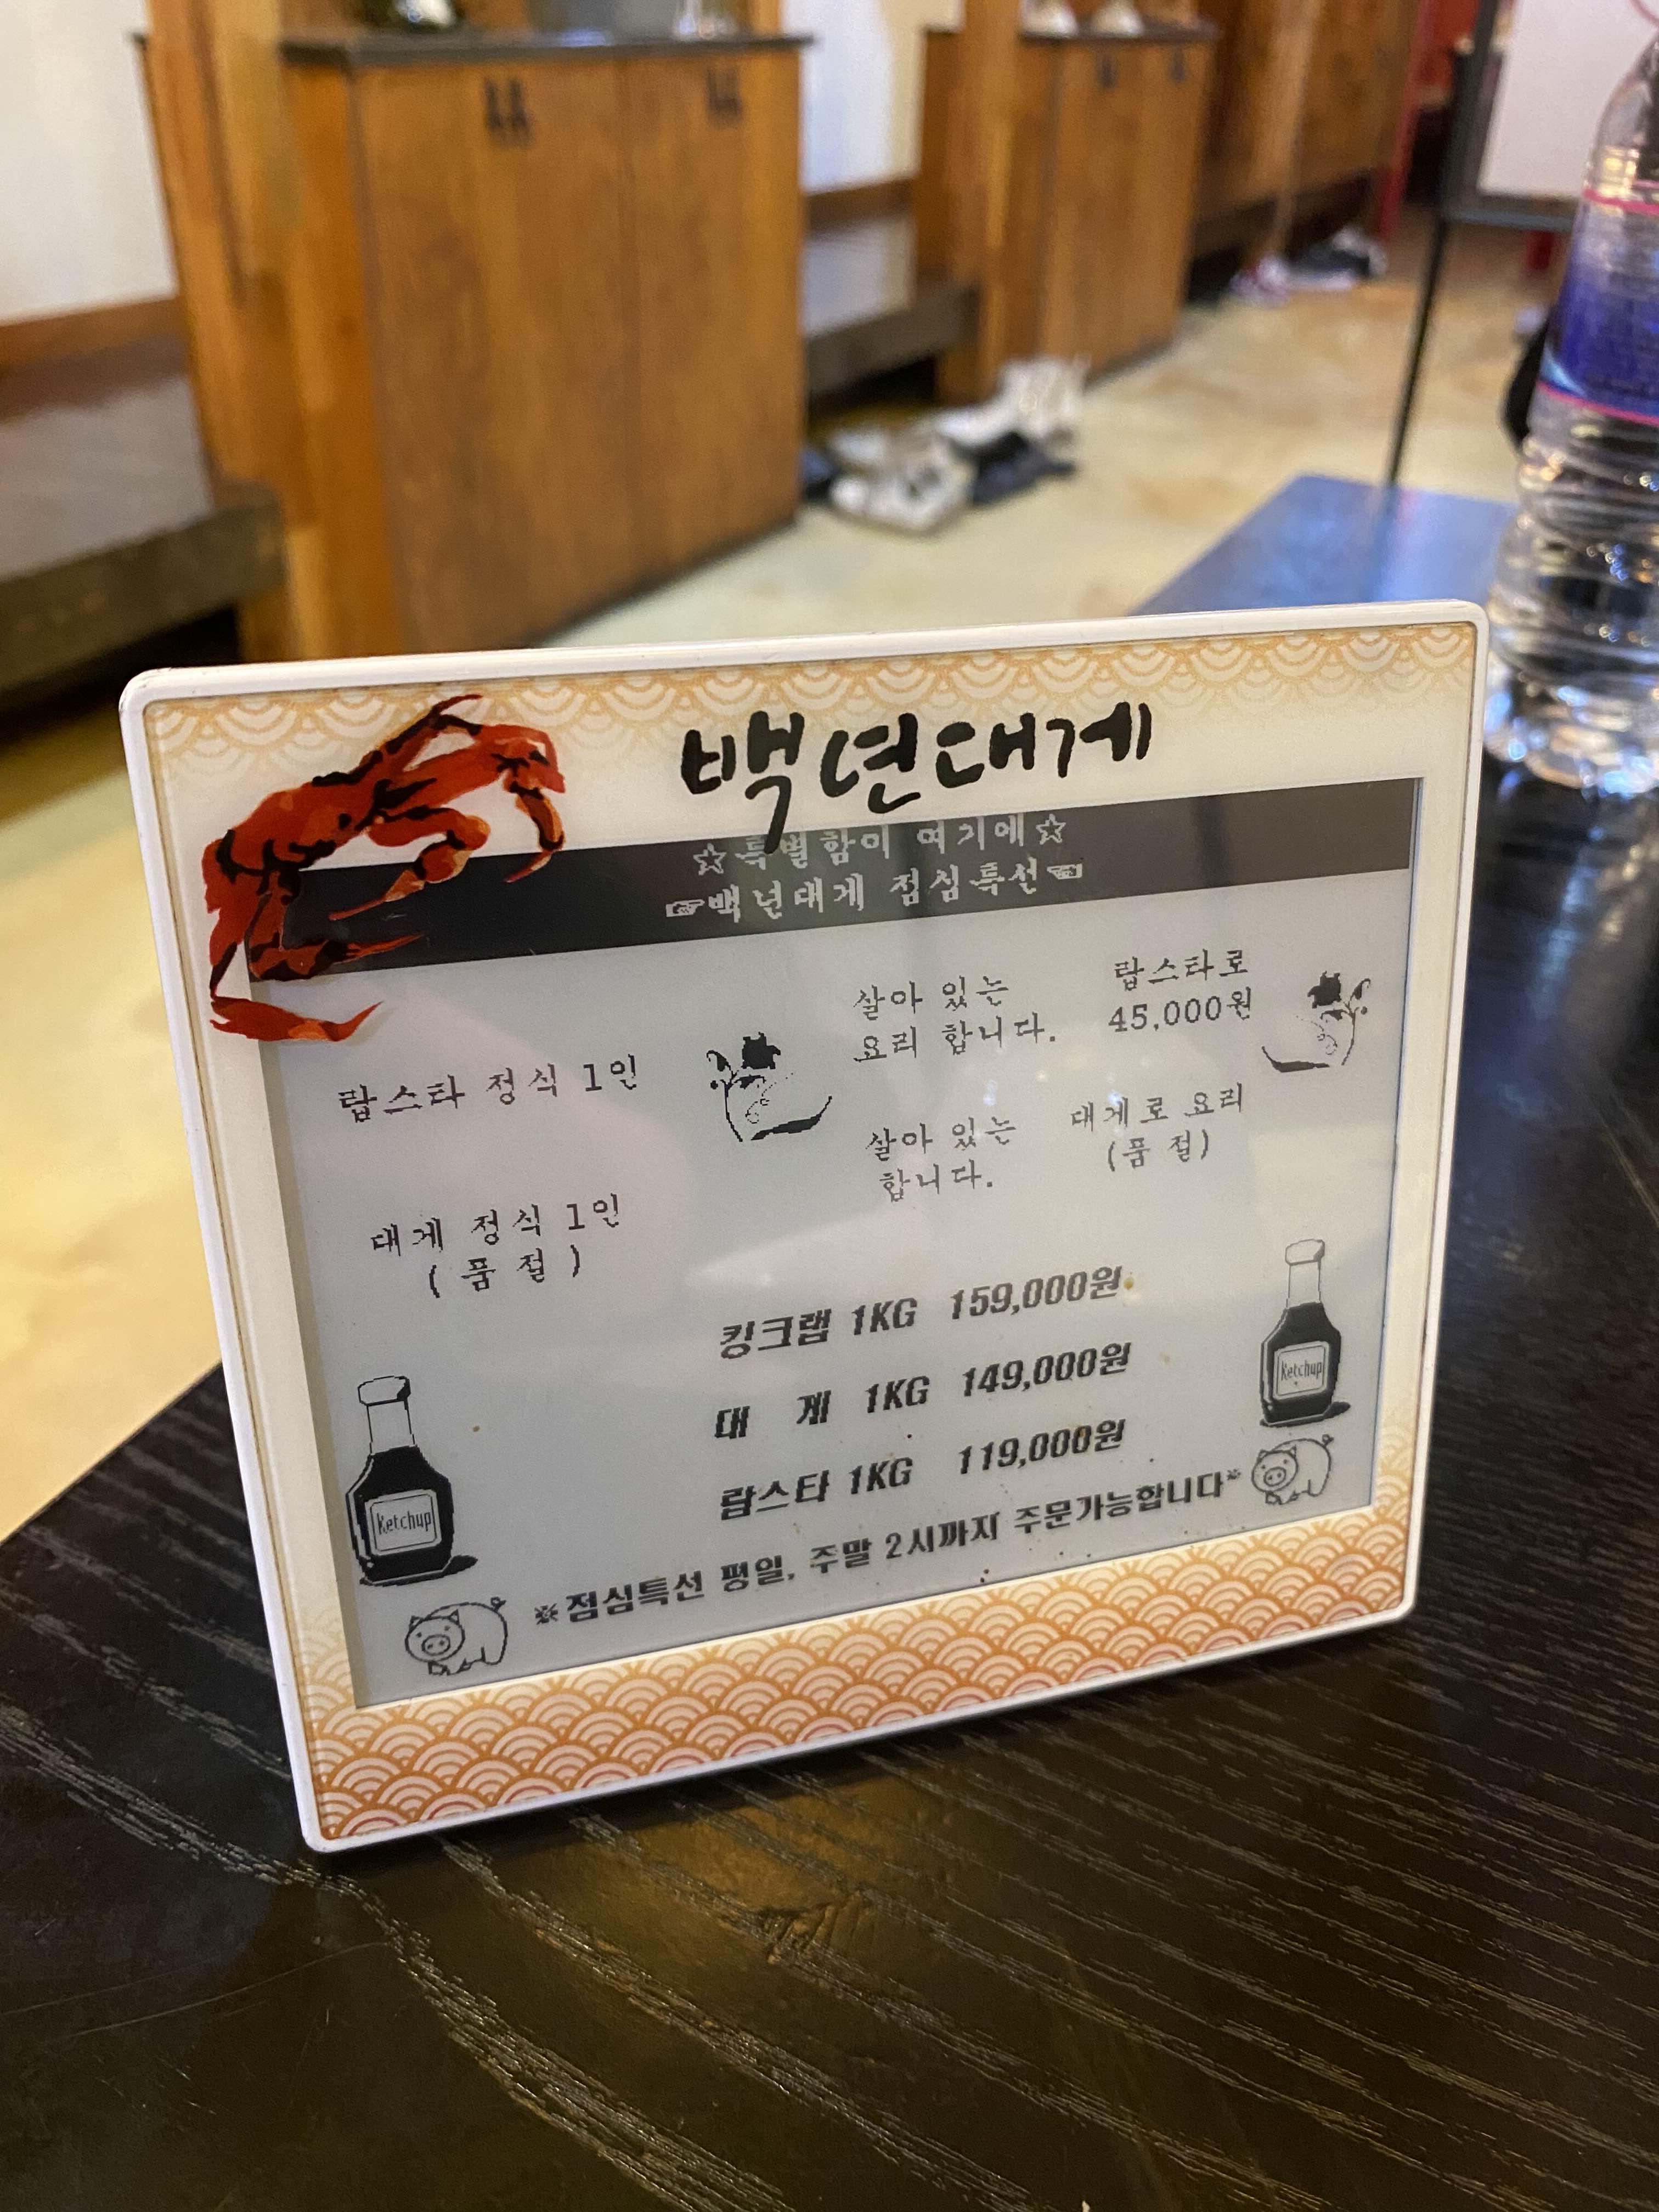 백년대게
☆특별함이 여기에☆
☞백년대게 점심특선☜
랍스타 정식 1인
살아 있는 랍스타로
요리 합니다. 45,000원
대게 정식 1인
(품 절)
살아 있는 대게로 요리
합니다. (품 절)
킹크랩 1KG 159,000원
대 게 1KG 149,000원
랍스타 1KG 119,000원
※점심특선 평일, 주말 2시까지 주문가능합니다※
Ketchup
Ketchup